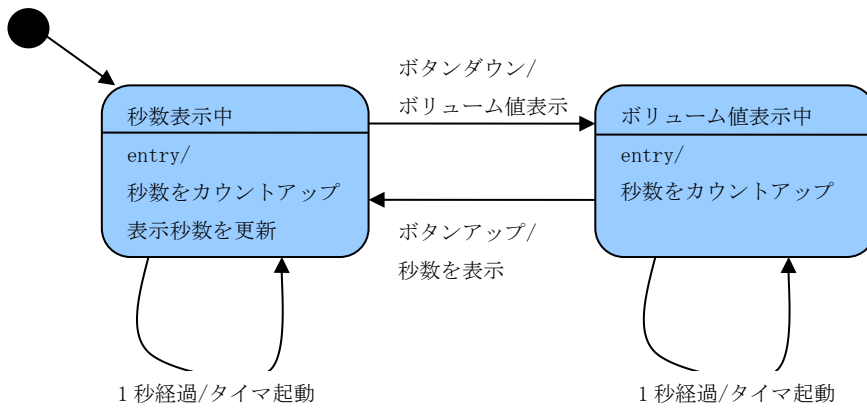 ボタンダウン/
ボリューム値表示
秒数表示中
entry/
秒数をカウントアップ
表示秒数を更新
ボリューム値表示中
entry/
秒数をカウントアップ
ボタンアップ/
秒数を表示
1秒経過/タイマ起動
1秒経過/タイマ起動